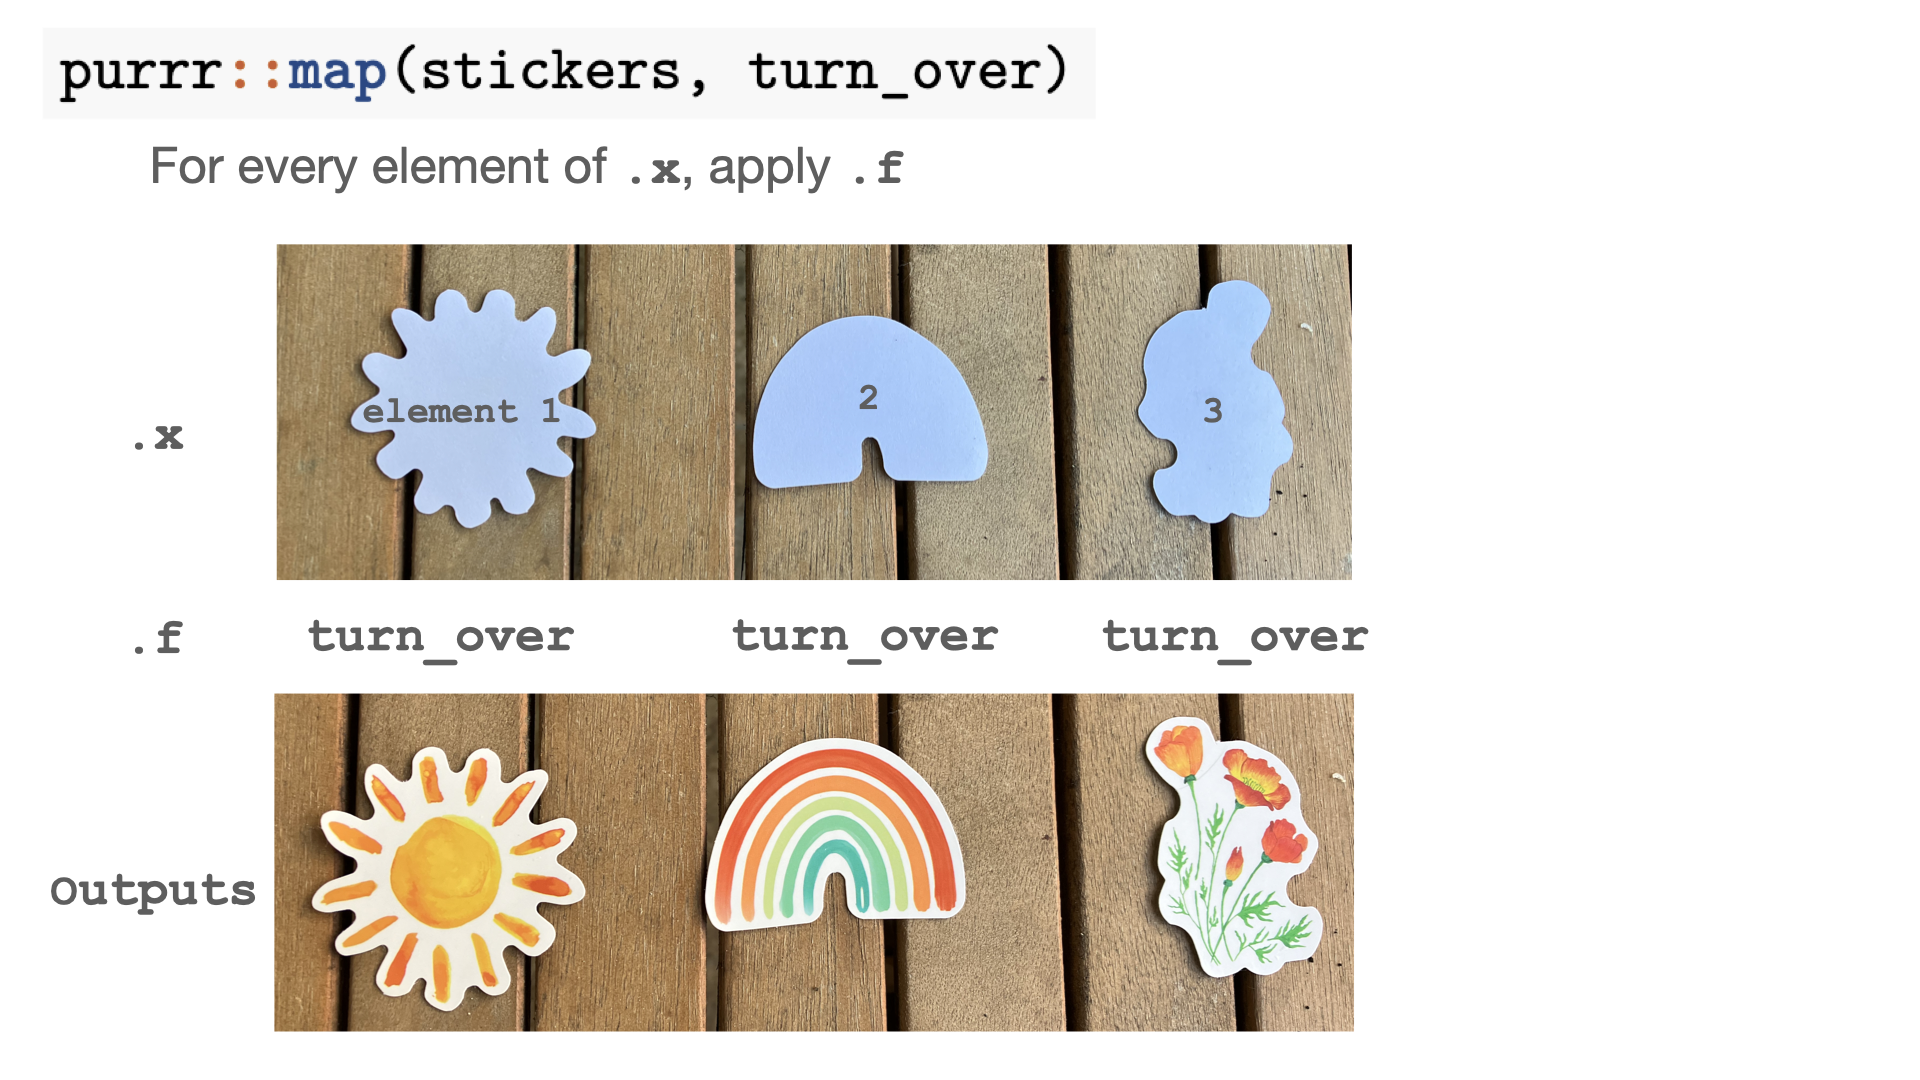 purrr::map(stickers, turn_over)
For every element of .x, apply .f
.x
element 1
2
3
.f
turn_over
turn_over
turn_over
Outputs